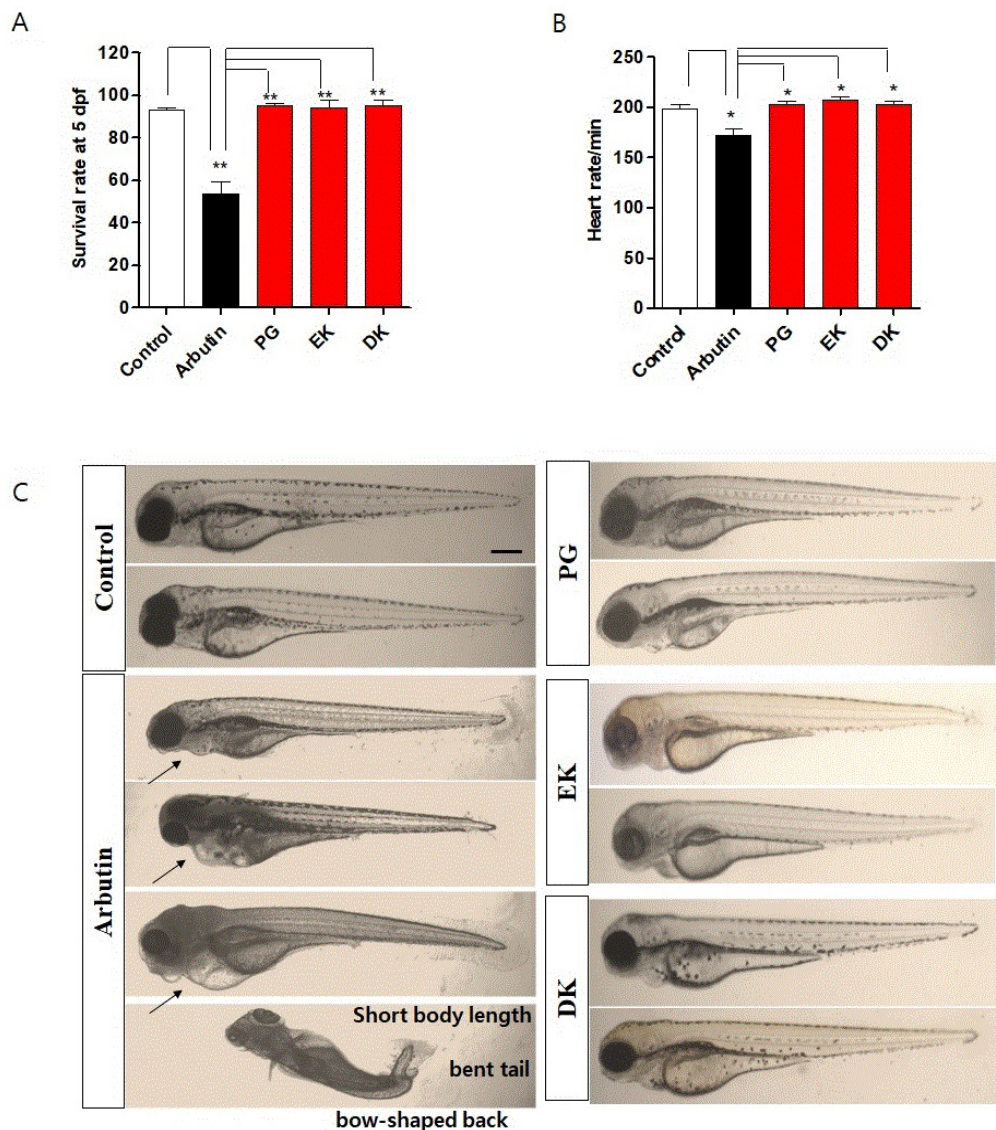 A
Survival rate at 5 dpf
120
100
80
60
40
20
0
**
**
**
**
Control
Arbutin
PG
EK
DK
B
Heart rate/min
250
200
150
100
50
0
*
*
*
*
Control
Arbutin
PG
EK
DK
C
Control
Arbutin
Short body length
bent tail
bow-shaped back
PG
EK
DK